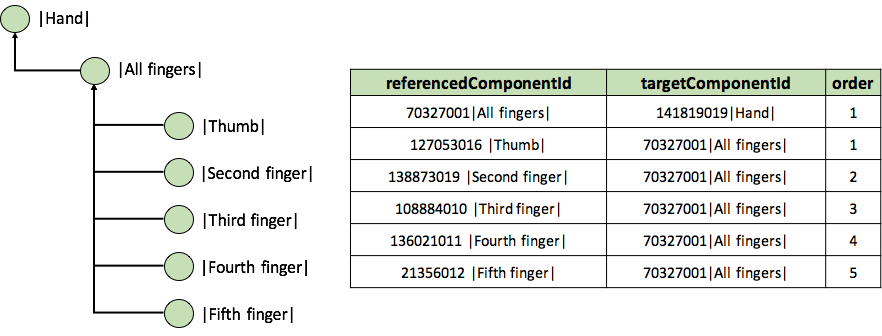 |Hand|
|All fingers|
|Thumb|
|Second finger|
|Third finger|
|Fourth finger|
|Fifth finger|
referencedComponentId targetComponentId order
70327001|All fingers| 141819019|Hand| 1
127053016 |Thumb| 70327001|All fingers| 1
138873019 |Second finger| 70327001|All fingers| 2
108884010 |Third finger| 70327001|All fingers| 3
136021011 |Fourth finger| 70327001|All fingers| 4
21356012 |Fifth finger| 70327001|All fingers| 5